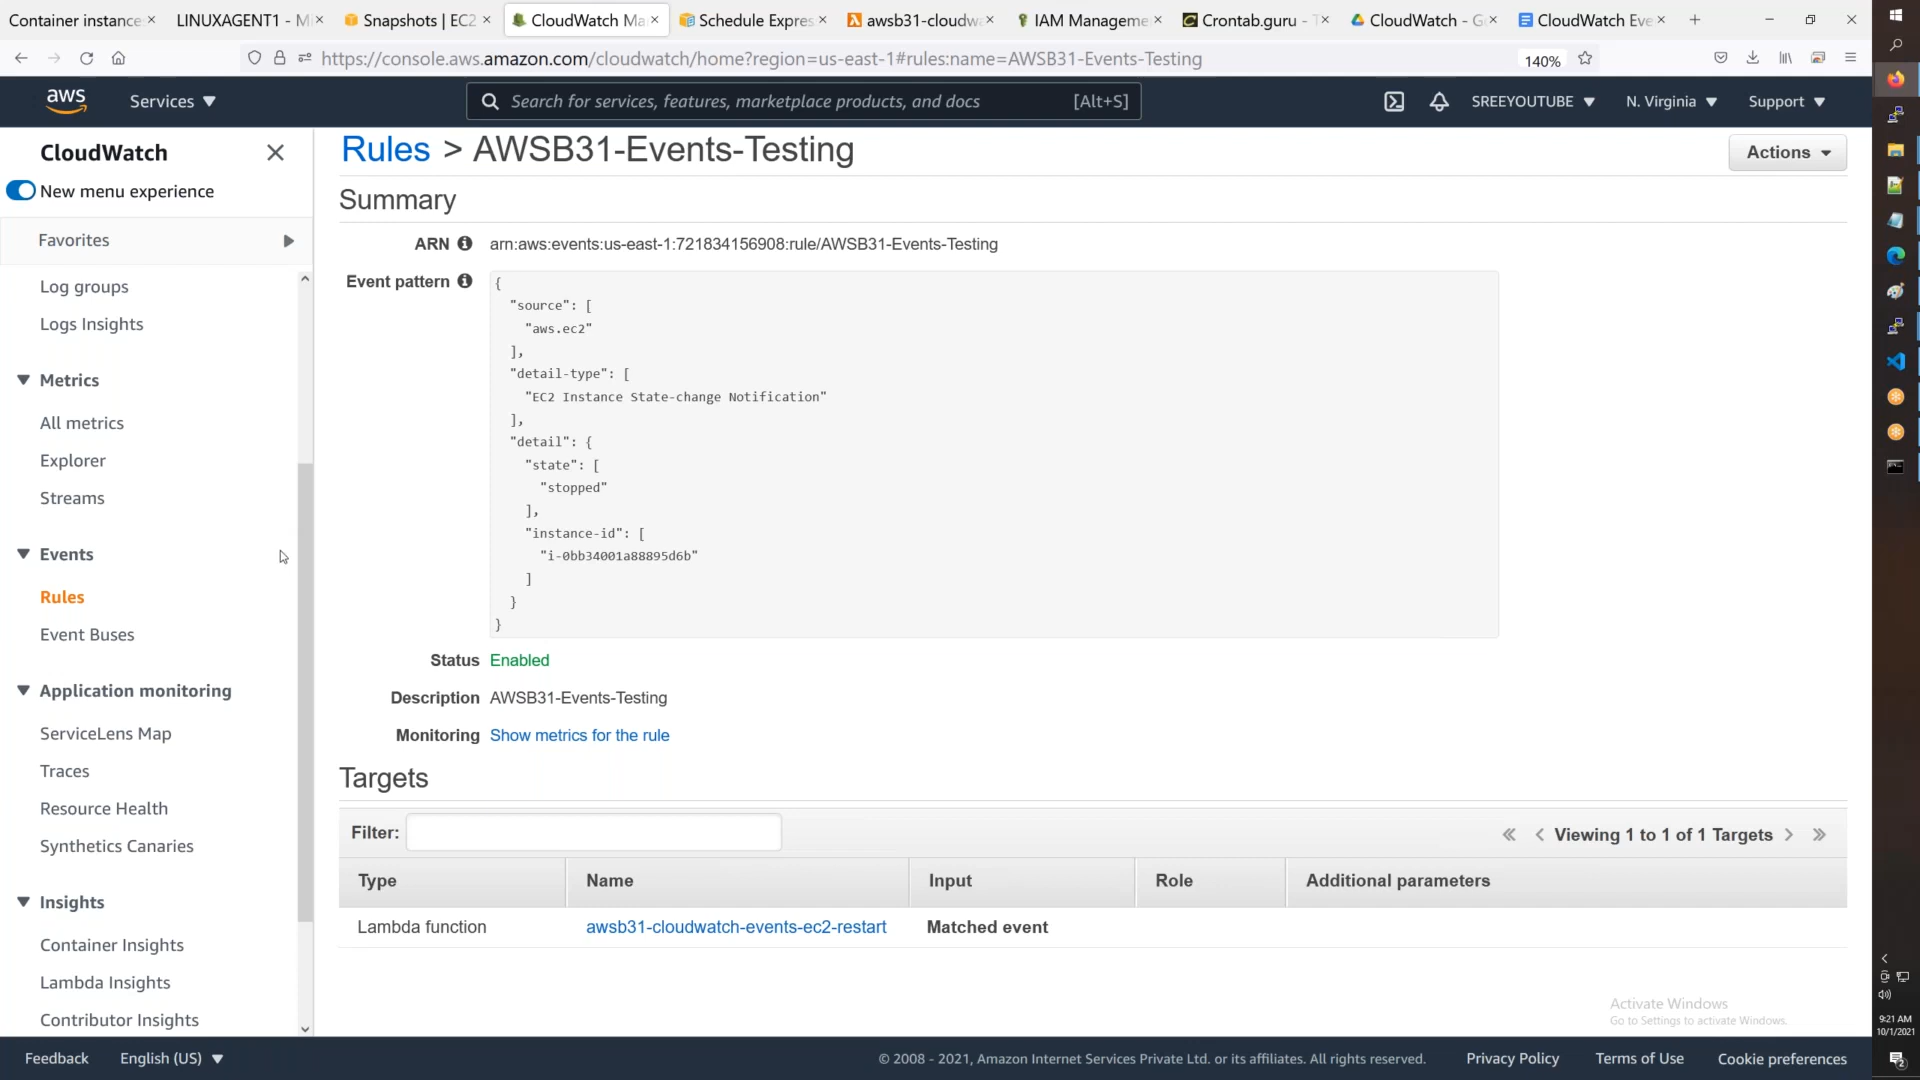 Container instance
LINUXAGENT1 - Mi
Snapshots | EC2
CloudWatch Ma
Schedule Expres
awsb31-cloudwa
IAM Manageme
Crontab.guru - T
CloudWatch - Go
CloudWatch Eve
https://console.aws.amazon.com/cloudwatch/home?region=us-east-1#rules:name=AWSB31-Events-Testing
140%
aws
Services
Search for services, features, marketplace products, and docs
[Alt+S]
SREEYOUTUBE
N. Virginia
Support
CloudWatch
New menu experience
Favorites
Log groups
Logs Insights
Metrics
All metrics
Explorer
Streams
Events
Rules
Event Buses
Application monitoring
ServiceLens Map
Traces
Resource Health
Synthetics Canaries
Insights
Container Insights
Lambda Insights
Contributor Insights
Rules > AWSB31-Events-Testing
Actions
Summary
ARN arn:aws:events:us-east-1:721834156908:rule/AWSB31-Events-Testing
Event pattern
{
"source": [
"aws.ec2"
],
"detail-type": [
"EC2 Instance State-change Notification"
],
"detail": {
"state": [
"stopped"
],
"instance-id": [
"i-0bb34001a88895d6b"
]
}
}
Status Enabled
Description AWSB31-Events-Testing
Monitoring Show metrics for the rule
Targets
Filter:
« < Viewing 1 to 1 of 1 Targets > »
Type Name Input Role Additional parameters
Lambda function awsb31-cloudwatch-events-ec2-restart Matched event
Activate Windows
Go to Settings to activate Windows.
Feedback
English (US)
© 2008 - 2021, Amazon Internet Services Private Ltd. or its affiliates. All rights reserved.
Privacy Policy
Terms of Use
Cookie preferences
9:21 AM
10/1/2021
2